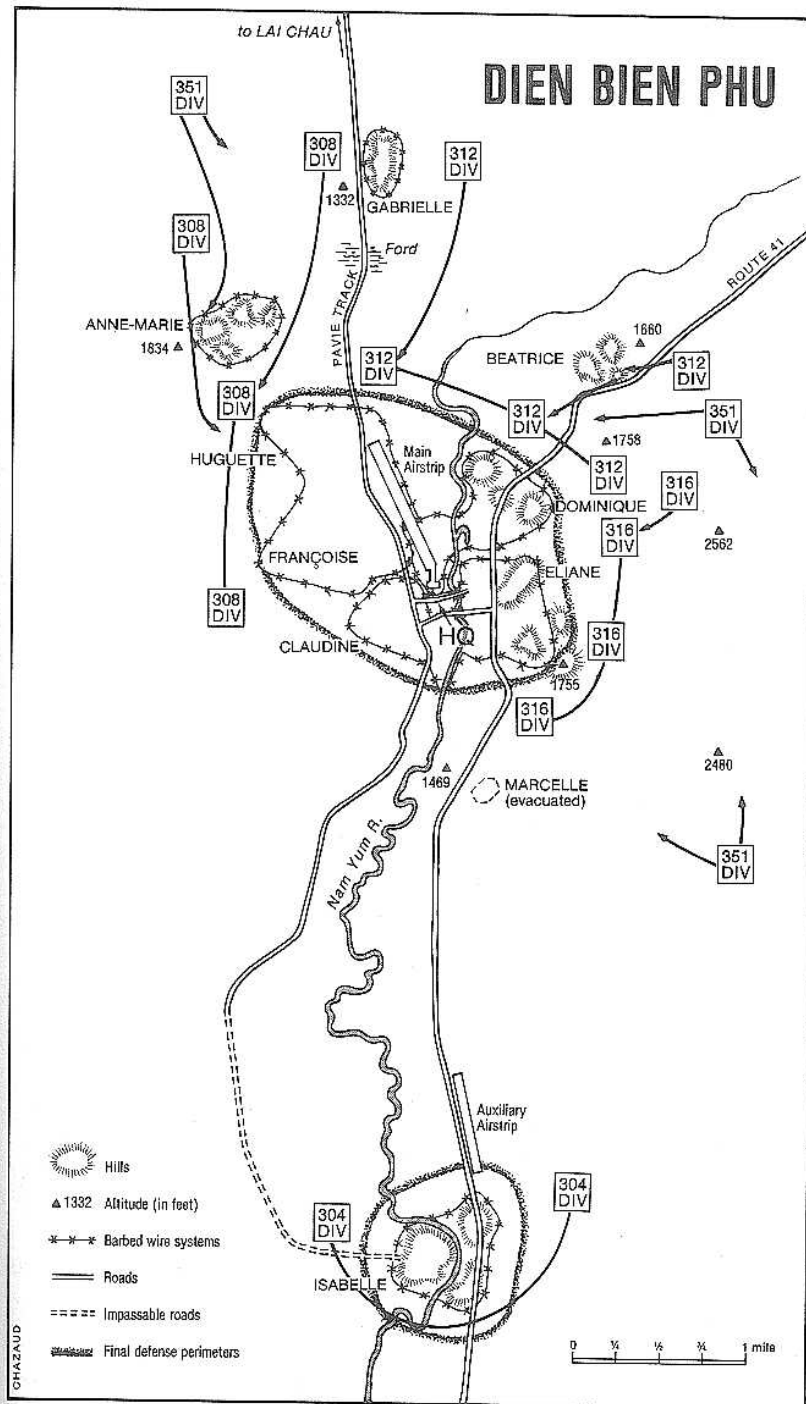 to LAI CHAU
DIEN BIEN PHU
351
DIV
308
DIV
312
DIV
1332
GABRIELLE
308
DIV
Ford
ROUTE 41
PAVIE TRACK
ANNE-MARIE
1834
BEATRICE
1660
312
DIV
312
DIV
308
DIV
312
DIV
351
DIV
HUGUETTE
Main
Airstrip
1758
312
DIV
316
DIV
DOMINIQUE
316
DIV
2562
FRANÇOISE
ELIANE
308
DIV
CLAUDINE
HQ
316
DIV
1755
316
DIV
1469
MARCELLE
(evacuated)
2480
Nam Yum R.
351
DIV
Auxiliary
Airstrip
304
DIV
304
DIV
ISABELLE
Hills
1332 Altitude (in feet)
Barbed wire systems
Roads
Impassable roads
Final defense perimeters
0 ¼ ½ ¾ 1 mile
CHAZAUD